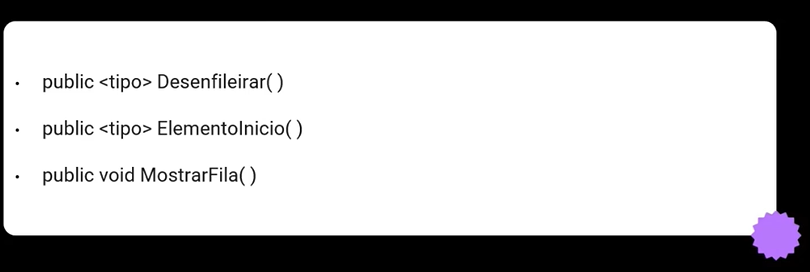 • public <tipo> Desenfileirar( )
• public <tipo> ElementoInicio( )
• public void MostrarFila( )